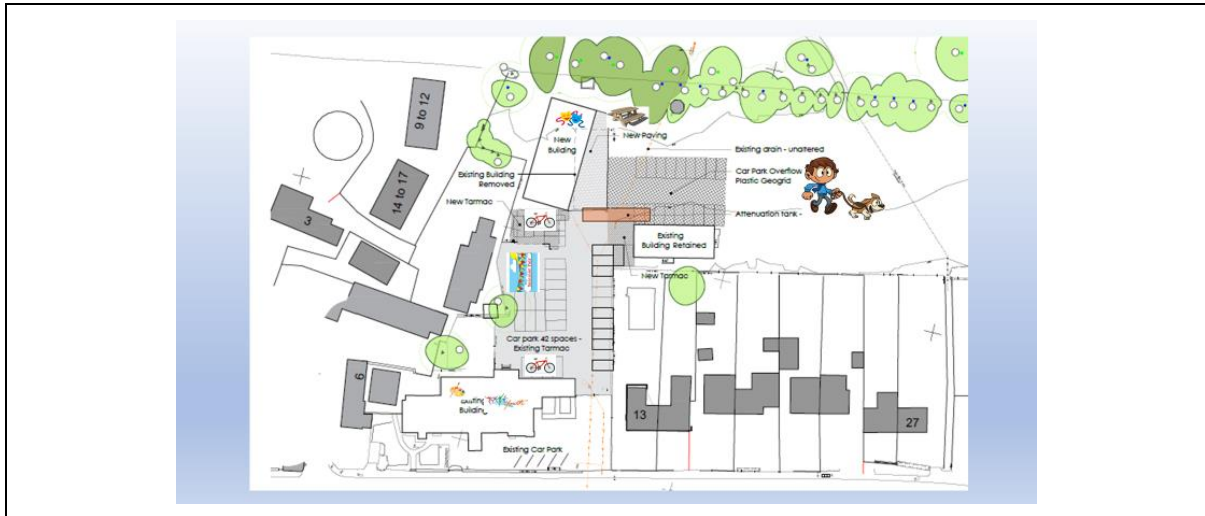 9 to 12
New
Building
New Paving
Existing drain - unaltered
14 to 17
Existing Building
Removed
Car Park Overflow
Plastic Geogrid
New Tarmac
3
Attenuation tank -
Existing
Building Retained
New Tarmac
Car park 42 spaces -
Existing Tarmac
6
Building
13
27
Existing Car Park